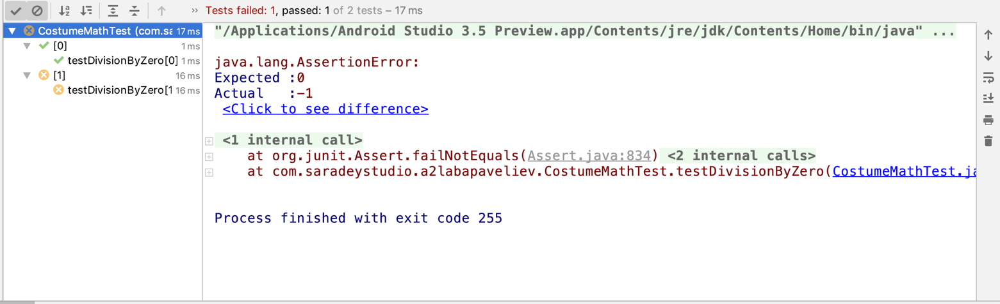 Tests failed: 1, passed: 1 of 2 tests – 17 ms
CostumeMathTest (com.sa 17 ms
[0] 1 ms
testDivisionByZero[0] 1 ms
[1] 16 ms
testDivisionByZero[1 16 ms
"/Applications/Android Studio 3.5 Preview.app/Contents/jre/jdk/Contents/Home/bin/java" ...
java.lang.AssertionError:
Expected :0
Actual   :-1
<Click to see difference>
<1 internal call>
at org.junit.Assert.failNotEquals(Assert.java:834) <2 internal calls>
at com.saradeystudio.a2labapaveliev.CostumeMathTest.testDivisionByZero(CostumeMathTest.ja
Process finished with exit code 255